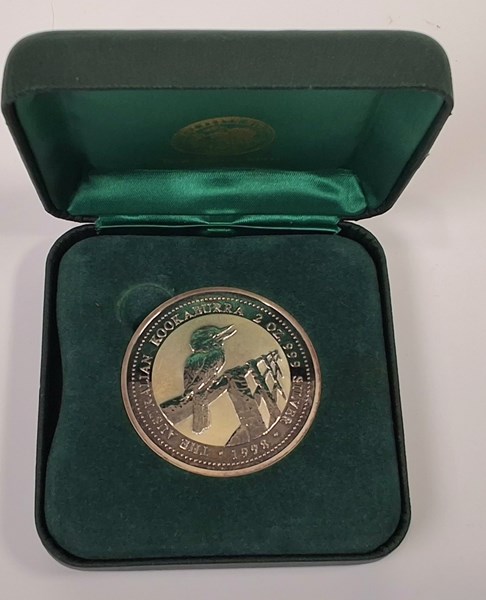 THE AUSTRALIAN KOOKABURRA 2 OZ 999 SILVER
• 1998 •